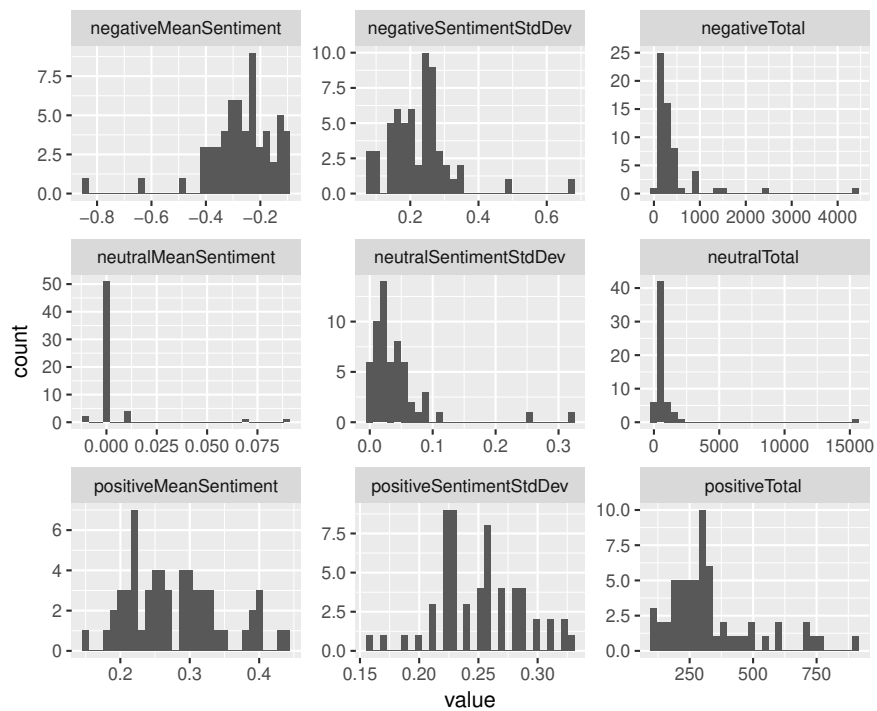 negativeMeanSentiment negativeSentimentStdDev negativeTotal
7.5 5.0 2.5 0.0
10.0 7.5 5.0 2.5 0.0
25 20 15 10 5 0
−0.8 −0.6 −0.4 −0.2 0.2 0.4 0.6 0 1000 2000 3000 4000
neutralMeanSentiment neutralSentimentStdDev neutralTotal
50 40 30 20 10 0
10 5 0
40 30 20 10 0
0.000 0.025 0.050 0.075 0.0 0.1 0.2 0.3 0 5000 10000 15000
positiveMeanSentiment positiveSentimentStdDev positiveTotal
6 4 2 0
7.5 5.0 2.5 0.0
10.0 7.5 5.0 2.5 0.0
0.2 0.3 0.4 0.15 0.20 0.25 0.30 250 500 750
count
value